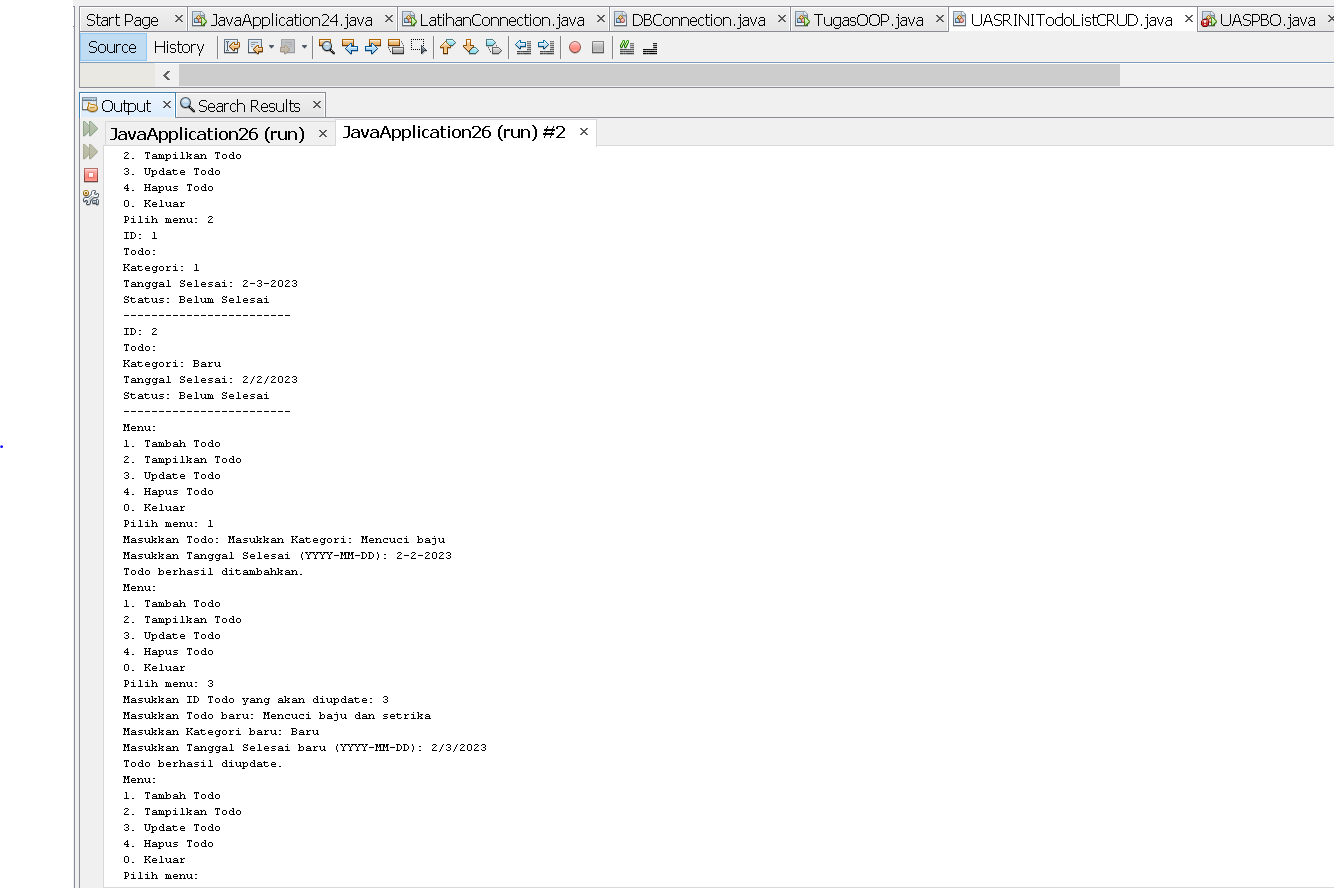 Start Page JavaApplication24.java LatihanConnection.java DBConnection.java TugasOOP.java UASRINITodoListCRUD.java UASPBO.java
Source History
Output Search Results
JavaApplication26 (run) JavaApplication26 (run) #2
2. Tampilkan Todo
3. Update Todo
4. Hapus Todo
0. Keluar
Pilih menu: 2
ID: 1
Todo:
Kategori: 1
Tanggal Selesai: 2-3-2023
Status: Belum Selesai
------------------------
ID: 2
Todo:
Kategori: Baru
Tanggal Selesai: 2/2/2023
Status: Belum Selesai
------------------------
Menu:
1. Tambah Todo
2. Tampilkan Todo
3. Update Todo
4. Hapus Todo
0. Keluar
Pilih menu: 1
Masukkan Todo: Masukkan Kategori: Mencuci baju
Masukkan Tanggal Selesai (YYYY-MM-DD): 2-2-2023
Todo berhasil ditambahkan.
Menu:
1. Tambah Todo
2. Tampilkan Todo
3. Update Todo
4. Hapus Todo
0. Keluar
Pilih menu: 3
Masukkan ID Todo yang akan diupdate: 3
Masukkan Todo baru: Mencuci baju dan setrika
Masukkan Kategori baru: Baru
Masukkan Tanggal Selesai baru (YYYY-MM-DD): 2/3/2023
Todo berhasil diupdate.
Menu:
1. Tambah Todo
2. Tampilkan Todo
3. Update Todo
4. Hapus Todo
0. Keluar
Pilih menu: